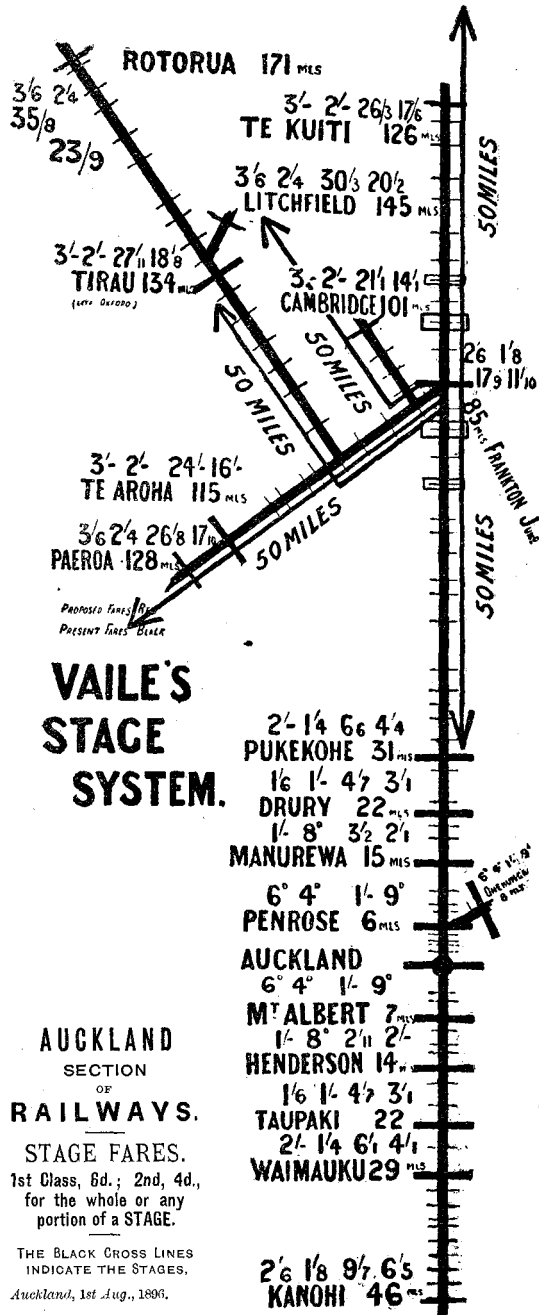 ROTORUA 171 MLS
3/6 2/4
35/8
23/9
3/- 2/- 26/3 17/6
TE KUITI 126 MLS
50 MILES
3/6 2/4 30/3 20/2
LITCHFIELD 145 MLS
3/- 2/- 27/11 18/8
TIRAU 134 MLS
(LATE OXFORD)
3/- 2/- 21/1 14/1
CAMBRIDGE 101 MLS
2/6 1/8
17/9 11/10
85 MLS FRANKTON JUNC
50 MILES
50 MILES
3/- 2/- 24/- 16/-
TE AROHA 115 MLS
3/6 2/4 26/8 17/10
PAEROA 128 MLS
50 MILES
50 MILES
PROPOSED FARES RED
PRESENT FARES BLACK
VAILE'S
STAGE
SYSTEM.
2/- 1/4 6/6 4/4
PUKEKOHE 31 MLS
1/6 1/- 4/7 3/1
DRURY 22 MLS
1/- 8° 3/2 2/1
MANUREWA 15 MLS
6° 4° 1/- 9°
PENROSE 6 MLS
6° 4° 1/- 9°
ONEHUNGA
8 MLS
AUCKLAND
6° 4° 1/- 9°
MT ALBERT 7 MLS
1/- 8° 2/11 2/-
HENDERSON 14
1/6 1/- 4/7 3/1
TAUPAKI 22
2/- 1/4 6/1 4/1
WAIMAUKU 29 MLS
2/6 1/8 9/7 6/5
KANOHI 46 MLS
AUCKLAND
SECTION
OF
RAILWAYS.
STAGE FARES.
1st Class, 6d.; 2nd, 4d.,
for the whole or any
portion of a STAGE.
THE BLACK CROSS LINES
INDICATE THE STAGES,
Auckland, 1st Aug., 1896.